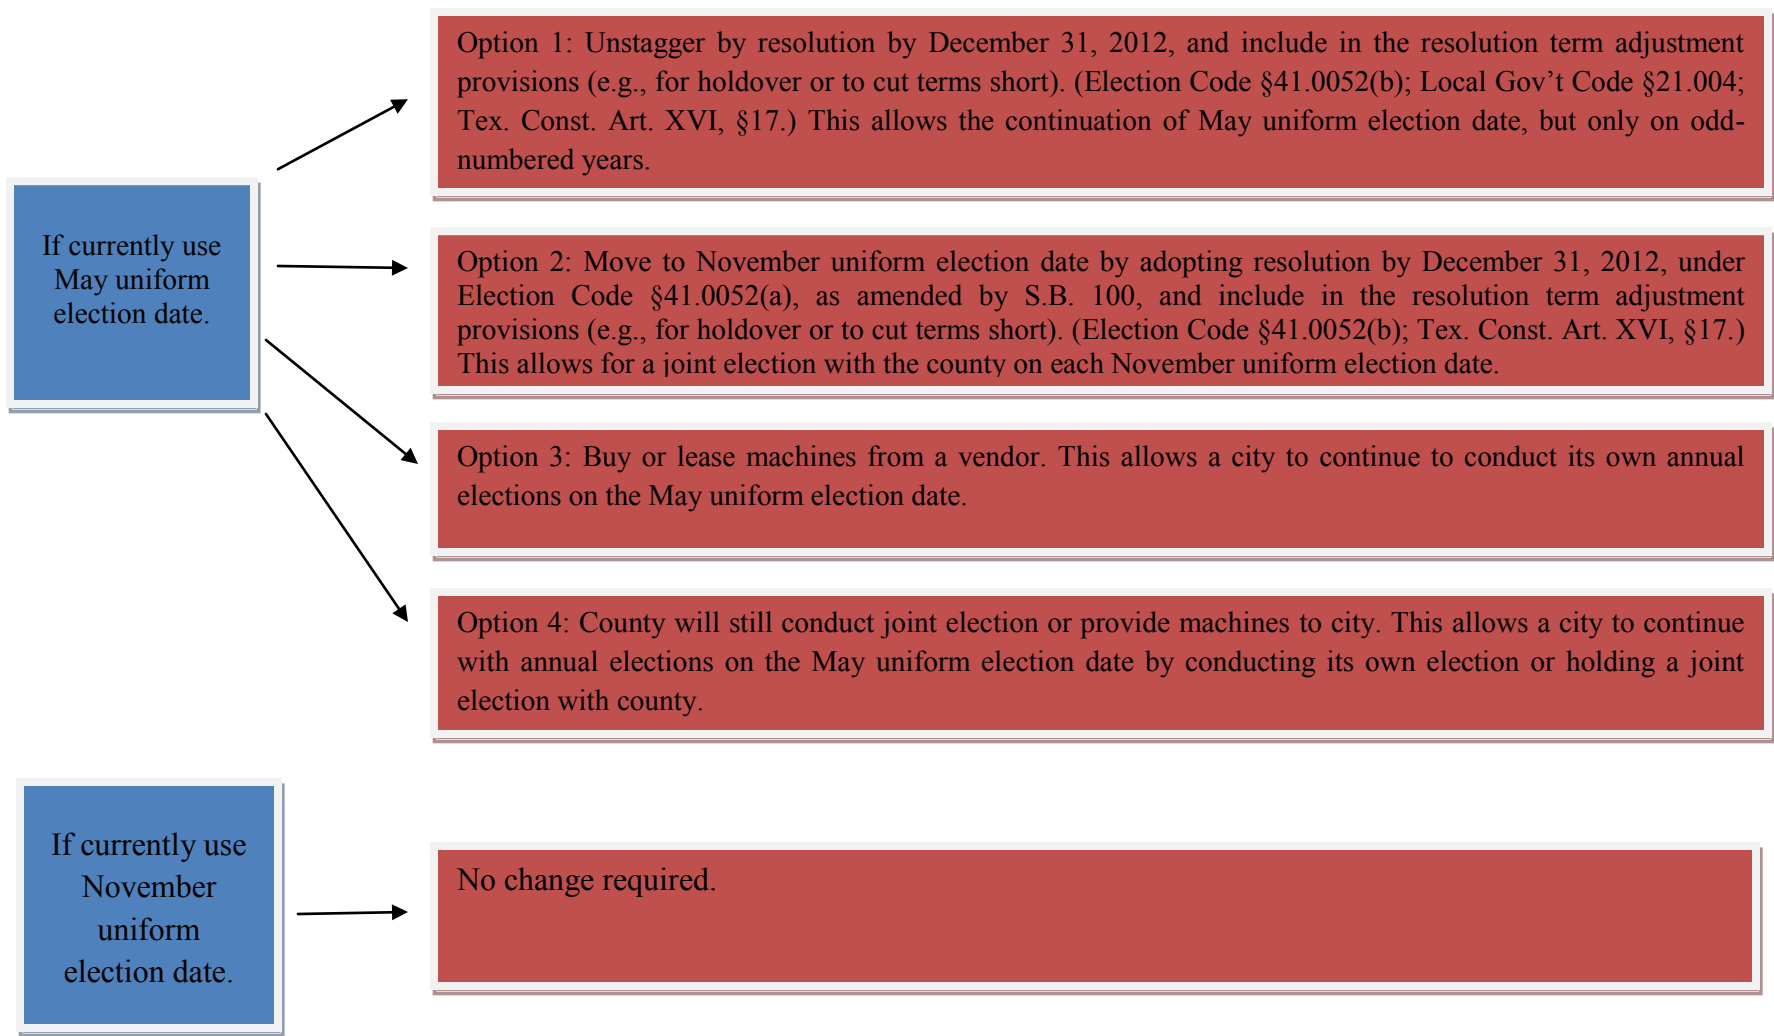 Option 1: Unstagger by resolution by December 31, 2012, and include in the resolution term adjustment
provisions (e.g., for holdover or to cut terms short). (Election Code §41.0052(b); Local Gov’t Code §21.004;
Tex. Const. Art. XVI, §17.) This allows the continuation of May uniform election date, but only on odd-
numbered years.
If currently use
May uniform
election date.
Option 2: Move to November uniform election date by adopting resolution by December 31, 2012, under
Election Code §41.0052(a), as amended by S.B. 100, and include in the resolution term adjustment
provisions (e.g., for holdover or to cut terms short). (Election Code §41.0052(b); Tex. Const. Art. XVI, §17.)
This allows for a joint election with the county on each November uniform election date.
Option 3: Buy or lease machines from a vendor. This allows a city to continue to conduct its own annual
elections on the May uniform election date.
Option 4: County will still conduct joint election or provide machines to city. This allows a city to continue
with annual elections on the May uniform election date by conducting its own election or holding a joint
election with county.
If currently use
November
uniform
election date.
No change required.